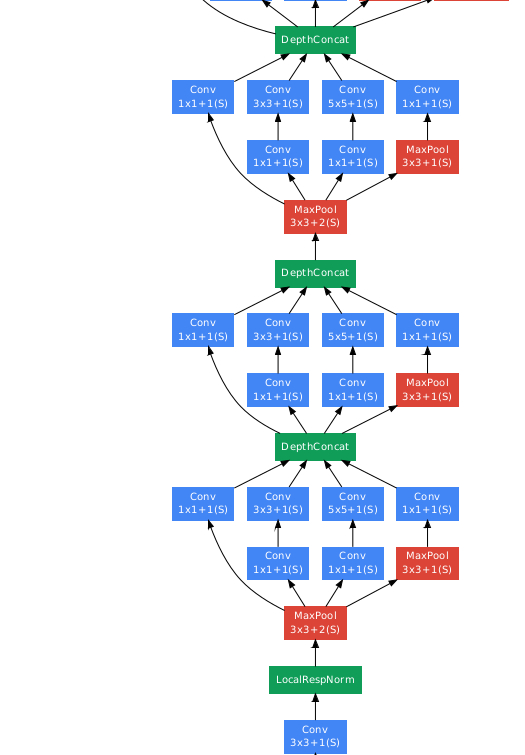 DepthConcat
Conv
1x1+1(S)
Conv
3x3+1(S)
Conv
5x5+1(S)
Conv
1x1+1(S)
Conv
1x1+1(S)
Conv
1x1+1(S)
MaxPool
3x3+1(S)
MaxPool
3x3+2(S)
DepthConcat
Conv
1x1+1(S)
Conv
3x3+1(S)
Conv
5x5+1(S)
Conv
1x1+1(S)
Conv
1x1+1(S)
Conv
1x1+1(S)
MaxPool
3x3+1(S)
DepthConcat
Conv
1x1+1(S)
Conv
3x3+1(S)
Conv
5x5+1(S)
Conv
1x1+1(S)
Conv
1x1+1(S)
Conv
1x1+1(S)
MaxPool
3x3+1(S)
MaxPool
3x3+2(S)
LocalRespNorm
Conv
3x3+1(S)